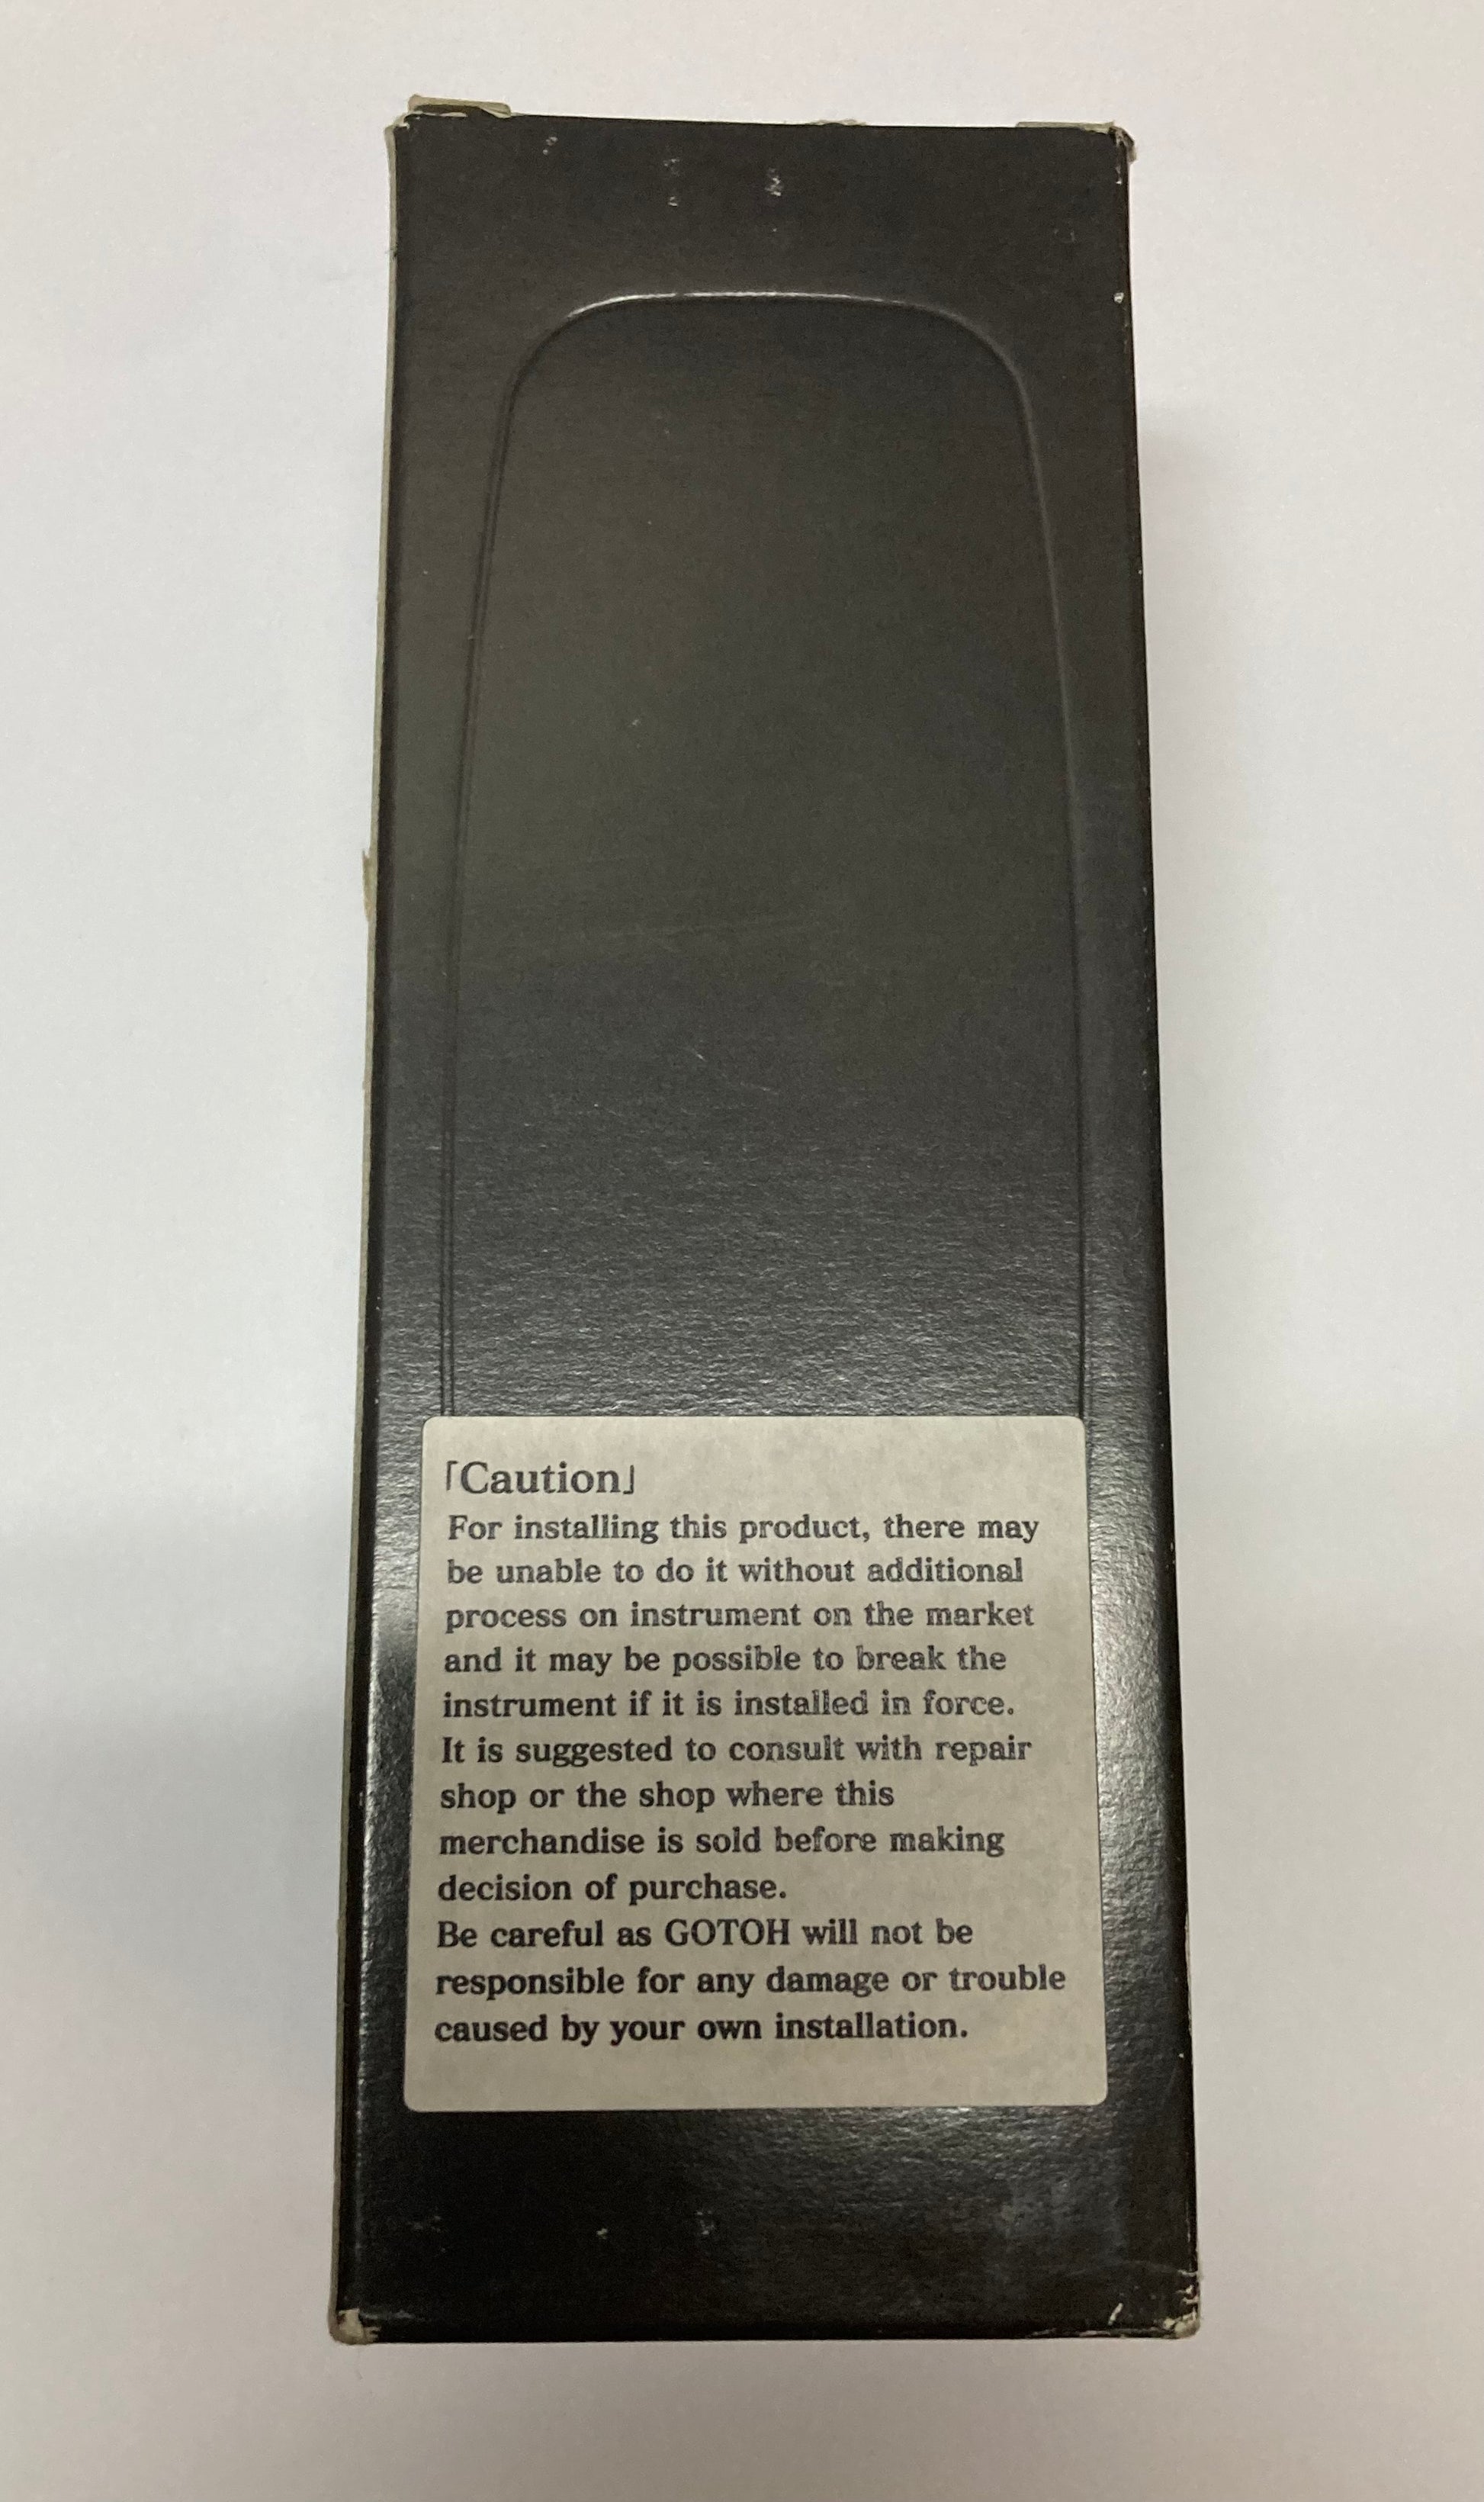 「Caution」
For installing this product, there may
be unable to do it without additional
process on instrument on the market
and it may be possible to break the
instrument if it is installed in force.
It is suggested to consult with repair
shop or the shop where this
merchandise is sold before making
decision of purchase.
Be careful as GOTOH will not be
responsible for any damage or trouble
caused by your own installation.